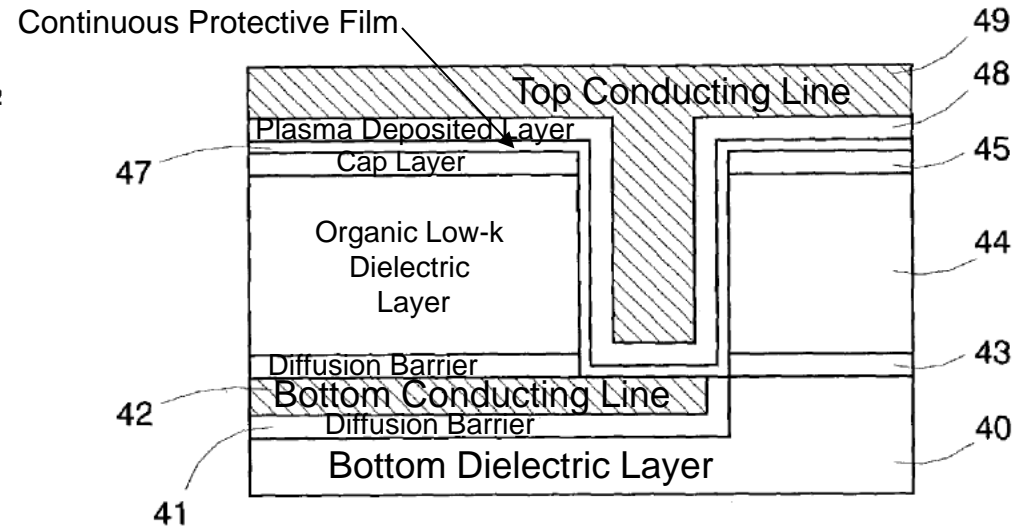 Continuous Protective Film
49
Top Conducting Line
48
Plasma Deposited Layer
47
Cap Layer
45
Organic Low-k
Dielectric
Layer
44
Diffusion Barrier
43
42
Bottom Conducting Line
Diffusion Barrier
40
Bottom Dielectric Layer
41